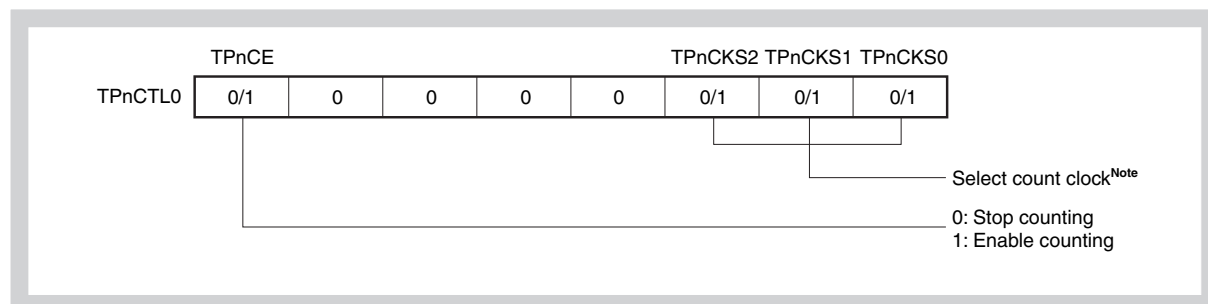 TPnCE TPnCKS2 TPnCKS1 TPnCKS0
TPnCTL0 0/1 0 0 0 0 0/1 0/1 0/1
Select count clockNote
0: Stop counting
1: Enable counting